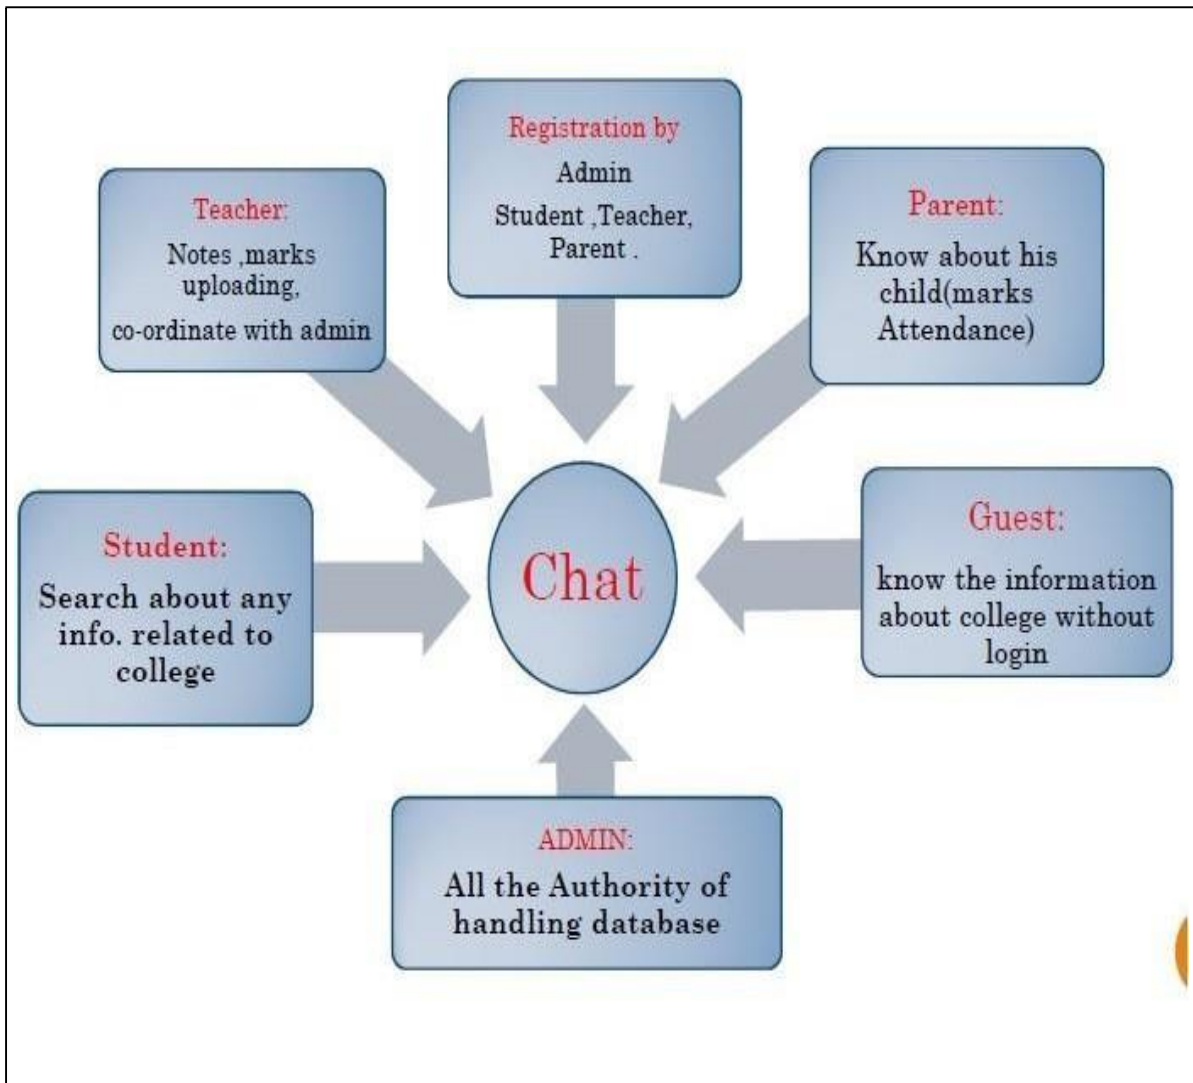 Registration by
Admin
Student ,Teacher,
Parent .
Teacher:
Notes ,marks
uploading,
co-ordinate with admin
Parent:
Know about his
child(marks
Attendance)
Student:
Search about any
info. related to
college
Chat
Guest:
know the information
about college without
login
ADMIN:
All the Authority of
handling database